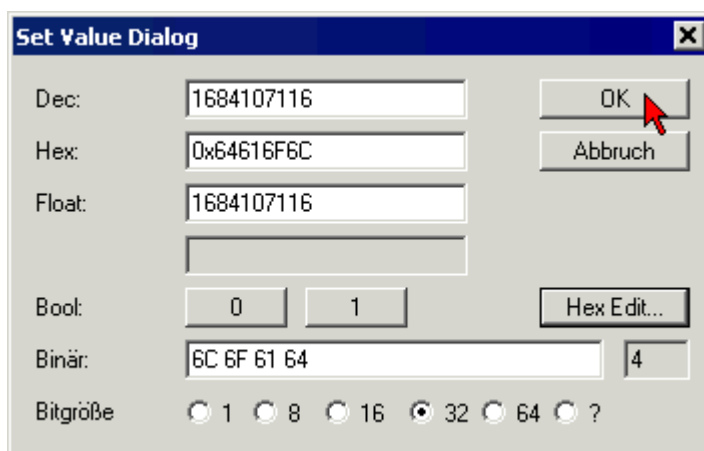 Set Value Dialog
Dec: 1684107116 OK
Hex: 0x64616F6C Abbruch
Float: 1684107116
Bool: 0 1 Hex Edit...
Binär: 6C 6F 61 64 4
Bitgröße 1 8 16 32 64 ?